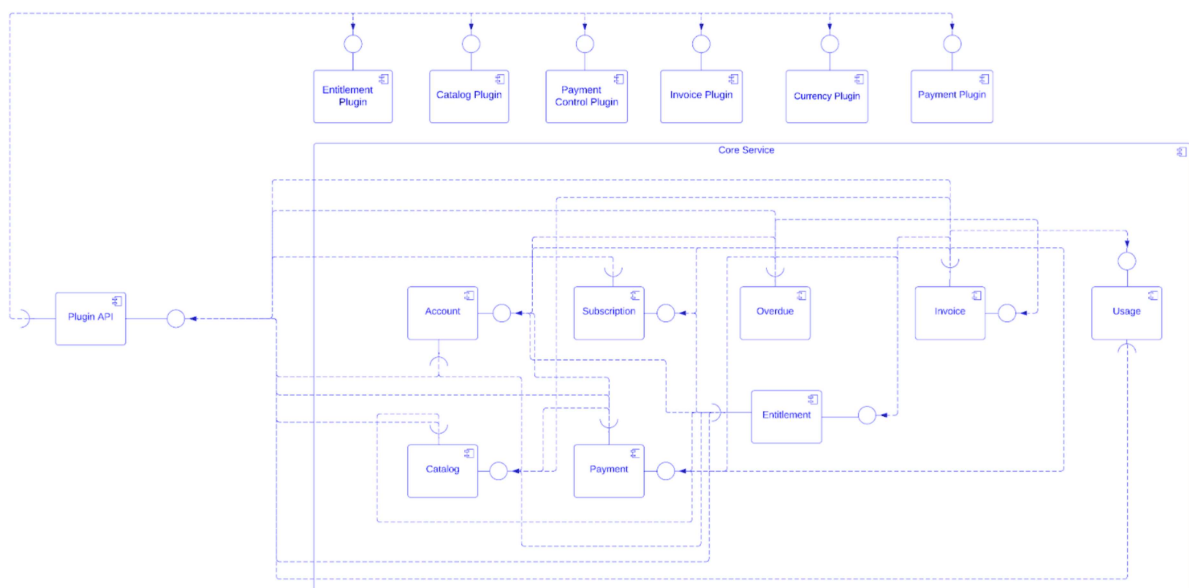 Entitlement
Plugin
Catalog Plugin
Payment
Control Plugin
Invoice Plugin
Currency Plugin
Payment Plugin
Core Service
Plugin API
Account
Subscription
Overdue
Invoice
Usage
Entitlement
Catalog
Payment